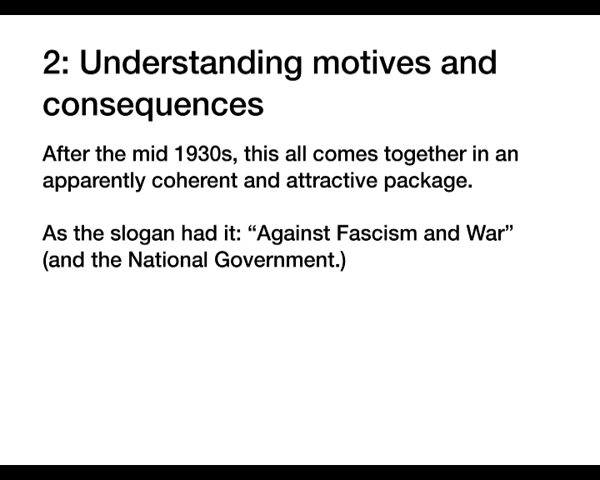 2: Understanding motives and
consequences
After the mid 1930s, this all comes together in an
apparently coherent and attractive package.
As the slogan had it: “Against Fascism and War”
(and the National Government.)